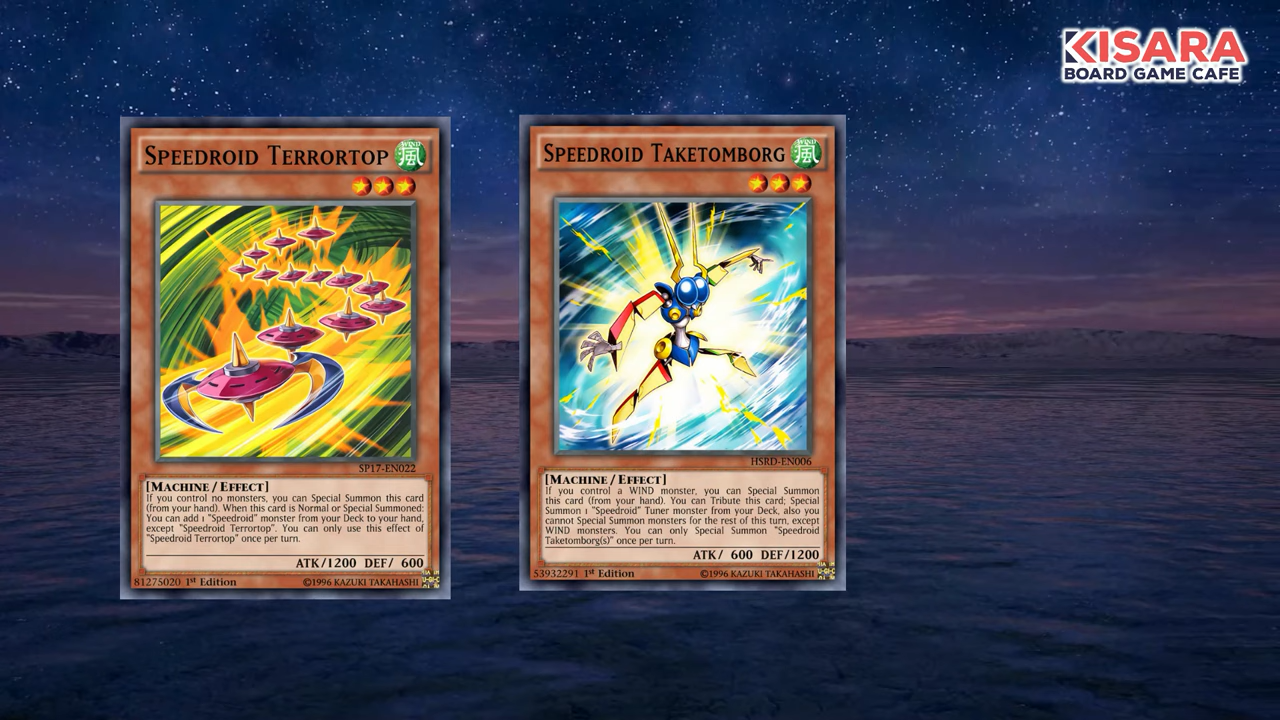 KISARA
BOARD GAME CAFE
SPEEDROID TERRORTOP
WIND
風
SP17-EN022
[MACHINE / EFFECT]
If you control no monsters, you can Special Summon this card
(from your hand). When this card is Normal or Special Summoned:
You can add 1 "Speedroid" monster from your Deck to your hand,
except "Speedroid Terrortop". You can only use this effect of
"Speedroid Terrortop" once per turn.
ATK/1200 DEF/ 600
81275020 1st Edition
©1996 KAZUKI TAKAHASHI
SPEEDROID TAKETOMBORG
WIND
風
HSRD-EN006
[MACHINE / EFFECT]
If you control a WIND monster, you can Special Summon
this card (from your hand). You can Tribute this card; Special
Summon 1 "Speedroid" Tuner monster from your Deck, also you
cannot Special Summon monsters for the rest of this turn, except
WIND monsters. You can only Special Summon "Speedroid
Taketomborg(s)" once per turn.
ATK/ 600 DEF/1200
53932291 1st Edition
©1996 KAZUKI TAKAHASHI